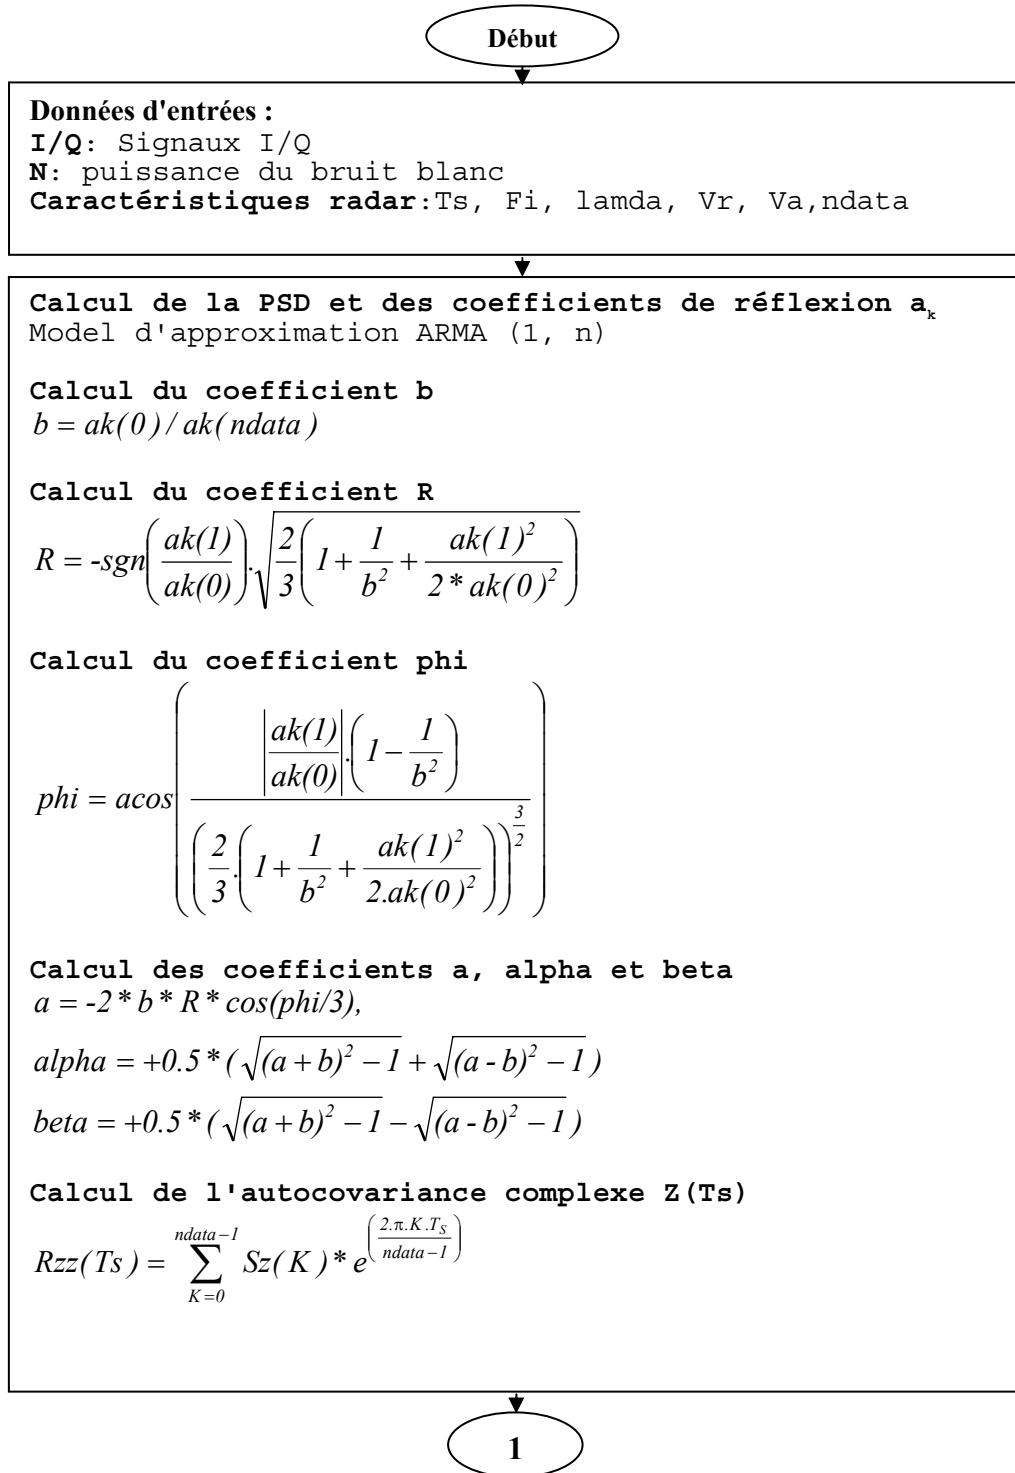 Début
Données d'entrées :
I/Q: Signaux I/Q
N: puissance du bruit blanc
Caractéristiques radar:Ts, Fi, lamda, Vr, Va,ndata
Calcul de la PSD et des coefficients de réflexion a_k
Model d'approximation ARMA (1, n)
Calcul du coefficient b
b = ak(0) / ak( ndata )
Calcul du coefficient R
R = -sgn(ak(1)/ak(0)).√(2/3(1 + 1/b² + ak(1)²/(2 * ak(0)²)))
Calcul du coefficient phi
phi = acos((|ak(1)/ak(0)|.(1 − 1/b²))/((2/3.(1 + 1/b² + ak(1)²/(2.ak(0)²)))^(3/2)))
Calcul des coefficients a, alpha et beta
a = -2 * b * R * cos(phi/3),
alpha = +0.5 * (√((a + b)² − 1) + √((a - b)² − 1))
beta = +0.5 * (√((a + b)² − 1) − √((a - b)² − 1))
Calcul de l'autocovariance complexe Z(Ts)
Rzz(Ts) = ∑_{K=0}^{ndata−1} Sz( K ) * e^(2.π.K.T_S/(ndata−1))
1